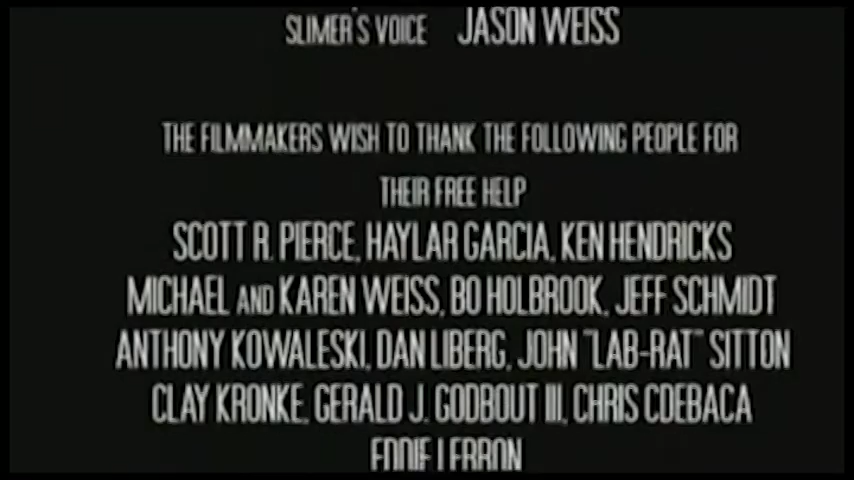 SLIMER'S VOICE JASON WEISS
THE FILMMAKERS WISH TO THANK THE FOLLOWING PEOPLE FOR
THEIR FREE HELP
SCOTT R. PIERCE, HAYLAR GARCIA, KEN HENDRICKS
MICHAEL AND KAREN WEISS, BO HOLBROOK, JEFF SCHMIDT
ANTHONY KOWALESKI, DAN LIBERG, JOHN "LAB-RAT" SITTON
CLAY KRONKE, GERALD J. GODBOUT III, CHRIS CDEBACA
EDDIE